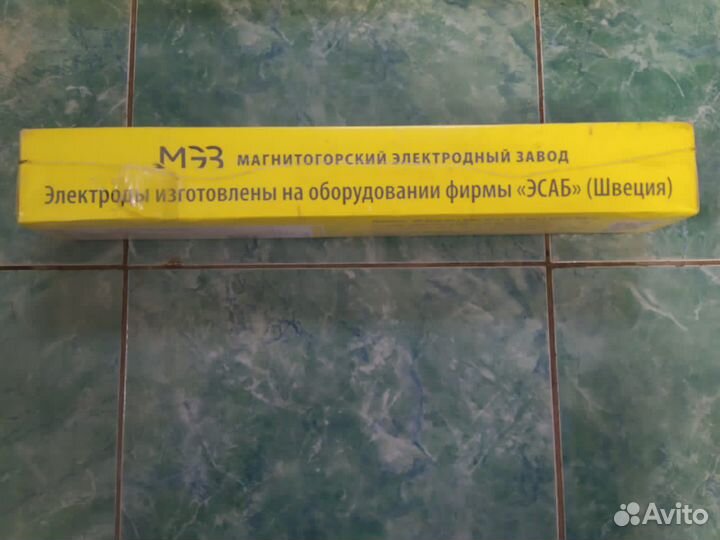 МЭЗ МАГНИТОГОРСКИЙ ЭЛЕКТРОДНЫЙ ЗАВОД
Электроды изготовлены на оборудовании фирмы «ЭСАБ» (Швеция)
Avito